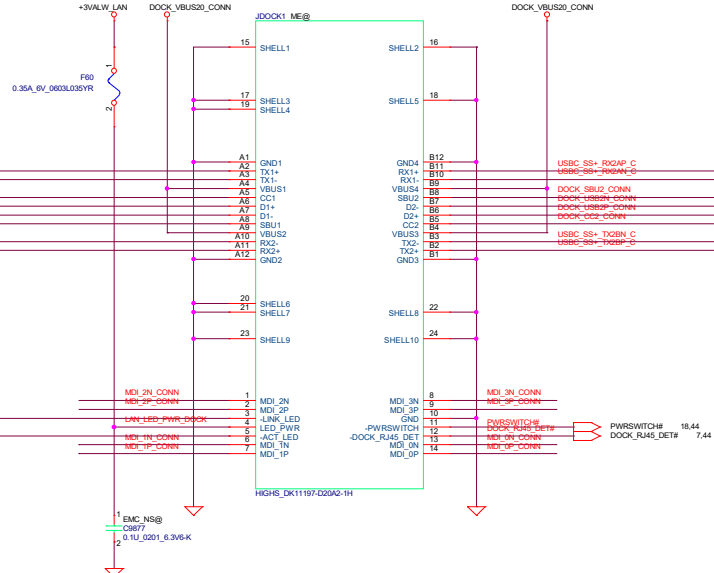 +3VALW_LAN
DOCK_VBUS20_CONN
DOCK_VBUS20_CONN
JDOCK1 ME@
15 SHELL1
SHELL2 16
F60
0.35A_6V_0603L035YR
1
2
17 SHELL3
19 SHELL4
SHELL5 18
A1 GND1
A2 TX1+
A3 TX1-
A4 VBUS1
A5 CC1
A6 D1+
A7 D1-
A8 SBU1
A9 VBUS2
A10 RX2-
A11 RX2+
A12 GND2
GND4 B12
RX1+ B11 USBC_SS+_RX2AP_C
RX1- B10 USBC_SS+_RX2AN_C
VBUS4 B9
SBU2 B8 DOCK_SBU2_CONN
D2- B7 DOCK_USB2N_CONN
D2+ B6 DOCK_USB2P_CONN
CC2 B5 DOCK_CC2_CONN
VBUS3 B4
TX2- B3 USBC_SS+_TX2BN_C
TX2+ B2 USBC_SS+_TX2BP_C
GND3 B1
20 SHELL6
21 SHELL7
SHELL8 22
23 SHELL9
SHELL10 24
MDI_2N_CONN 1 MDI_2N
MDI_2P_CONN 2 MDI_2P
3 -LINK_LED
LAN_LED_PWR_DOCK 4 LED_PWR
5 -ACT_LED
MDI_1N_CONN 6 MDI_1N
MDI_1P_CONN 7 MDI_1P
MDI_3N 8 MDI_3N_CONN
MDI_3P 9 MDI_3P_CONN
GND 10
-PWRSWITCH 11 PWRSWITCH# PWRSWITCH# 18,44
-DOCK_RJ45_DET 12 DOCK_RJ45_DET# DOCK_RJ45_DET# 7,44
MDI_0N 13 MDI_0N_CONN
MDI_0P 14 MDI_0P_CONN
HIGHS_DK11197-D20A2-1H
1
EMC_NS@
C9877
0.1U_0201_6.3V6-K
2